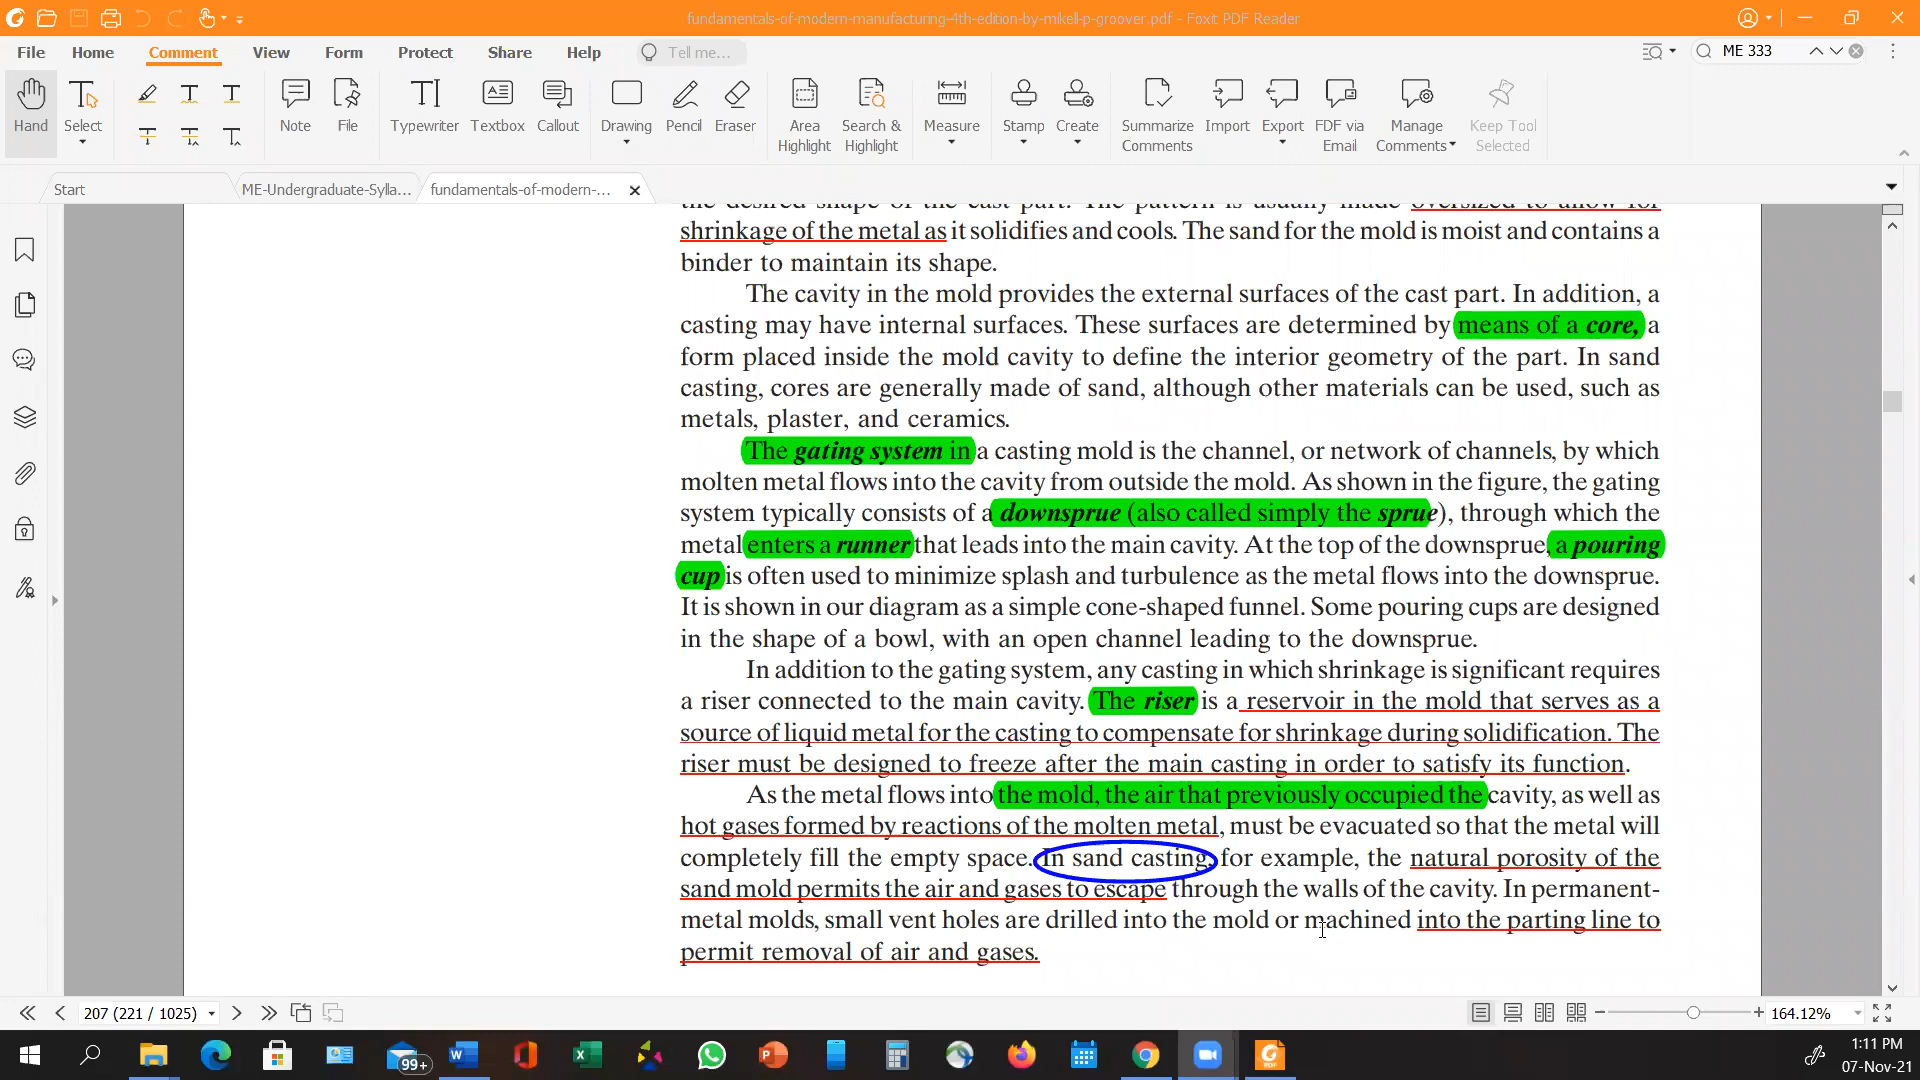 fundamentals-of-modern-manufacturing-4th-edition-by-mikell-p-groover.pdf - Foxit PDF Reader
File Home Comment View Form Protect Share Help Tell me... ME 333
Hand Select Note File Typewriter Textbox Callout Drawing Pencil Eraser Area Highlight Search & Highlight Measure Stamp Create Summarize Comments Import Export FDF via Email Manage Comments Keep Tool Selected
Start ME-Undergraduate-Sylla... fundamentals-of-modern-...
the desired shape of the cast part. The pattern is usually made oversized to allow for
shrinkage of the metal as it solidifies and cools. The sand for the mold is moist and contains a
binder to maintain its shape.
The cavity in the mold provides the external surfaces of the cast part. In addition, a
casting may have internal surfaces. These surfaces are determined by means of a core, a
form placed inside the mold cavity to define the interior geometry of the part. In sand
casting, cores are generally made of sand, although other materials can be used, such as
metals, plaster, and ceramics.
The gating system in a casting mold is the channel, or network of channels, by which
molten metal flows into the cavity from outside the mold. As shown in the figure, the gating
system typically consists of a downsprue (also called simply the sprue), through which the
metal enters a runner that leads into the main cavity. At the top of the downsprue, a pouring
cup is often used to minimize splash and turbulence as the metal flows into the downsprue.
It is shown in our diagram as a simple cone-shaped funnel. Some pouring cups are designed
in the shape of a bowl, with an open channel leading to the downsprue.
In addition to the gating system, any casting in which shrinkage is significant requires
a riser connected to the main cavity. The riser is a reservoir in the mold that serves as a
source of liquid metal for the casting to compensate for shrinkage during solidification. The
riser must be designed to freeze after the main casting in order to satisfy its function.
As the metal flows into the mold, the air that previously occupied the cavity, as well as
hot gases formed by reactions of the molten metal, must be evacuated so that the metal will
completely fill the empty space. In sand casting, for example, the natural porosity of the
sand mold permits the air and gases to escape through the walls of the cavity. In permanent-
metal molds, small vent holes are drilled into the mold or machined into the parting line to
permit removal of air and gases.
207 (221 / 1025) 164.12%
99+ 1:11 PM
07-Nov-21